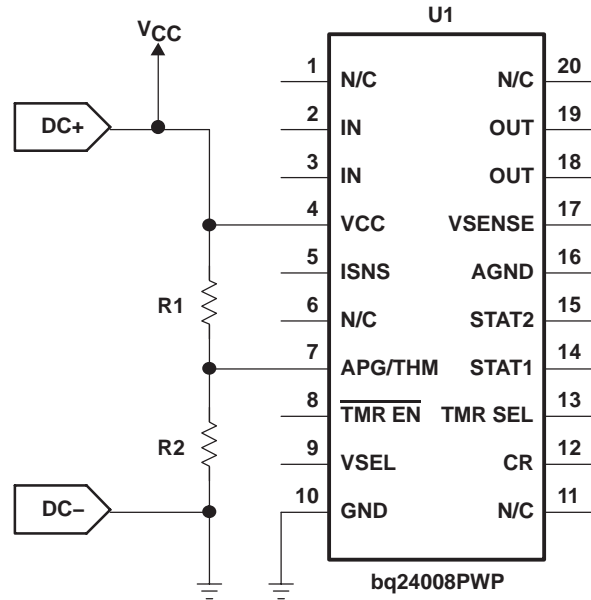 U1
VCC
DC+
1 N/C N/C 20
2 IN OUT 19
3 IN OUT 18
4 VCC VSENSE 17
5 ISNS AGND 16
R1
6 N/C STAT2 15
7 APG/THM STAT1 14
8 TMR EN TMR SEL 13
R2
9 VSEL CR 12
DC–
10 GND N/C 11
bq24008PWP